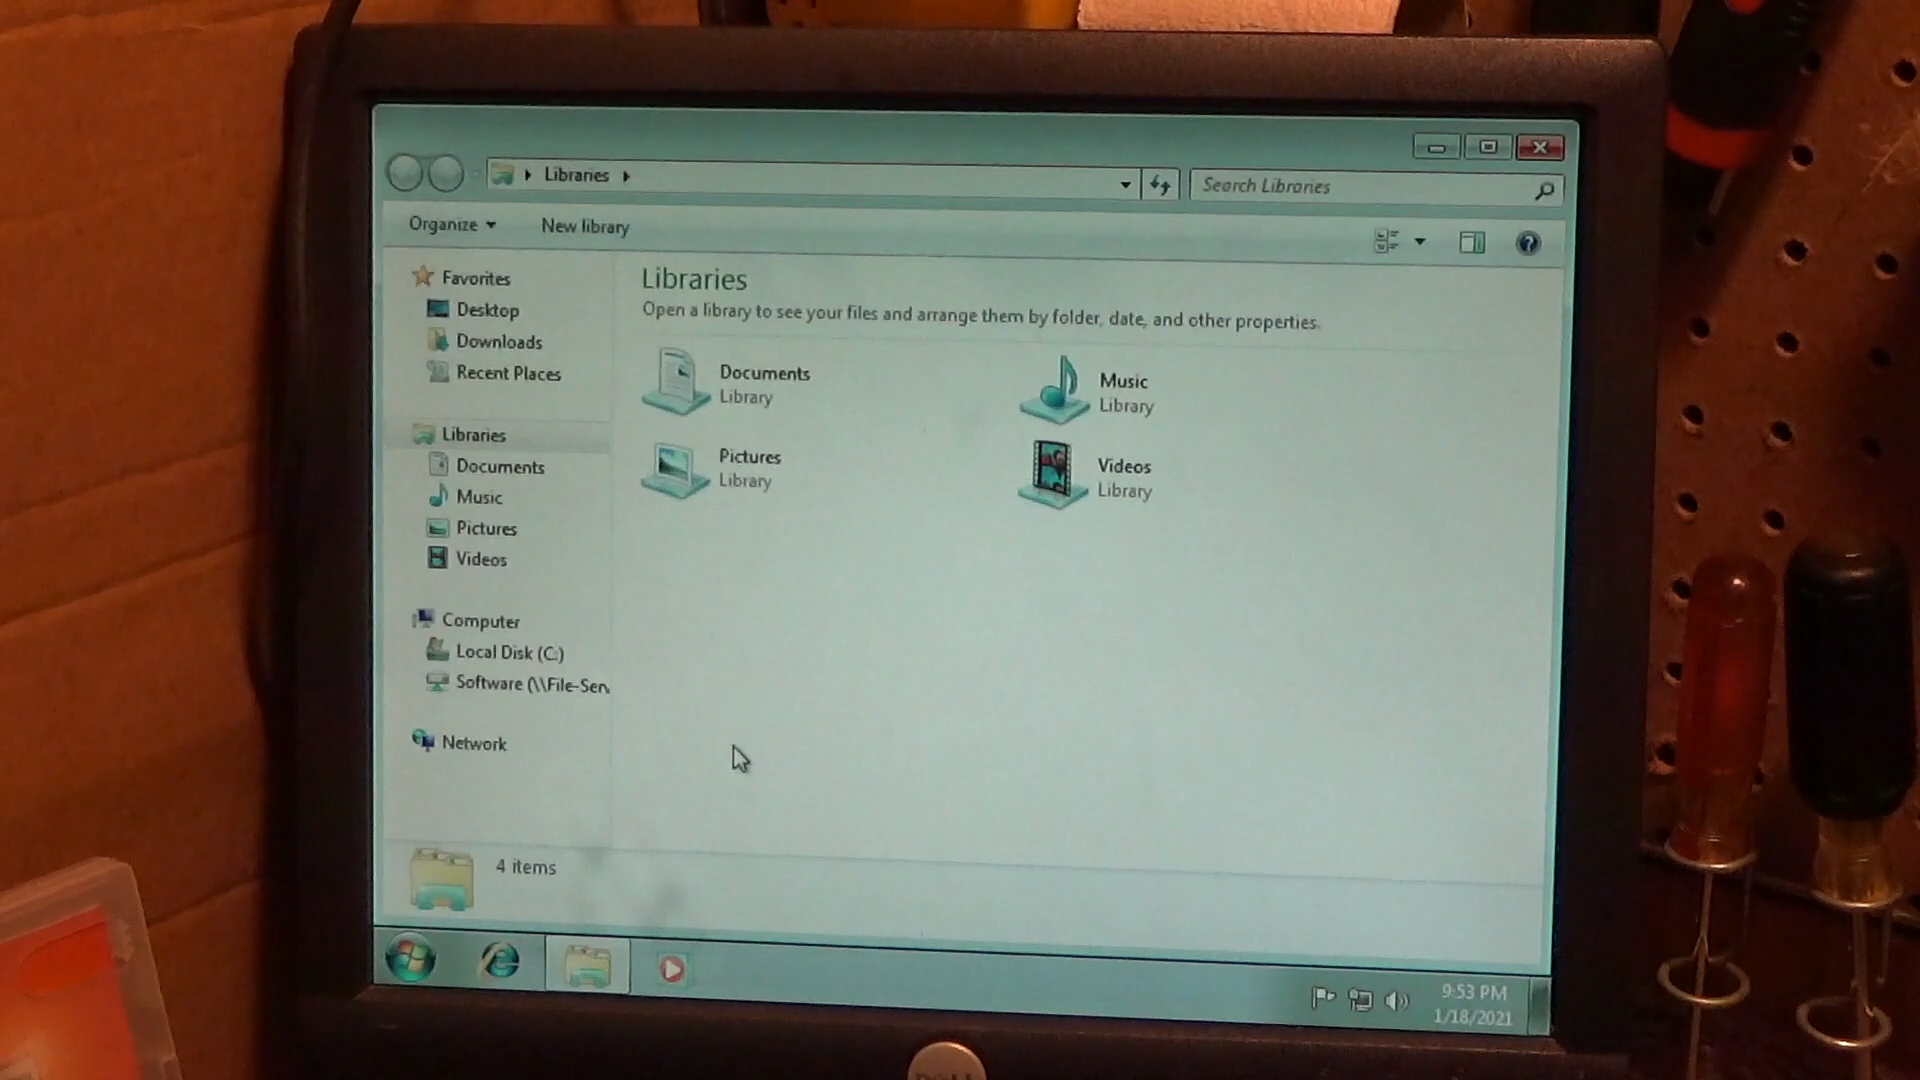 Libraries
Search Libraries
Organize
New library
Favorites
Desktop
Downloads
Recent Places
Libraries
Documents
Music
Pictures
Videos
Computer
Local Disk (C:)
Software (\\File-Serv
Network
Libraries
Open a library to see your files and arrange them by folder, date, and other properties.
Documents
Library
Music
Library
Pictures
Library
Videos
Library
4 items
9:53 PM
1/18/2021
DELL